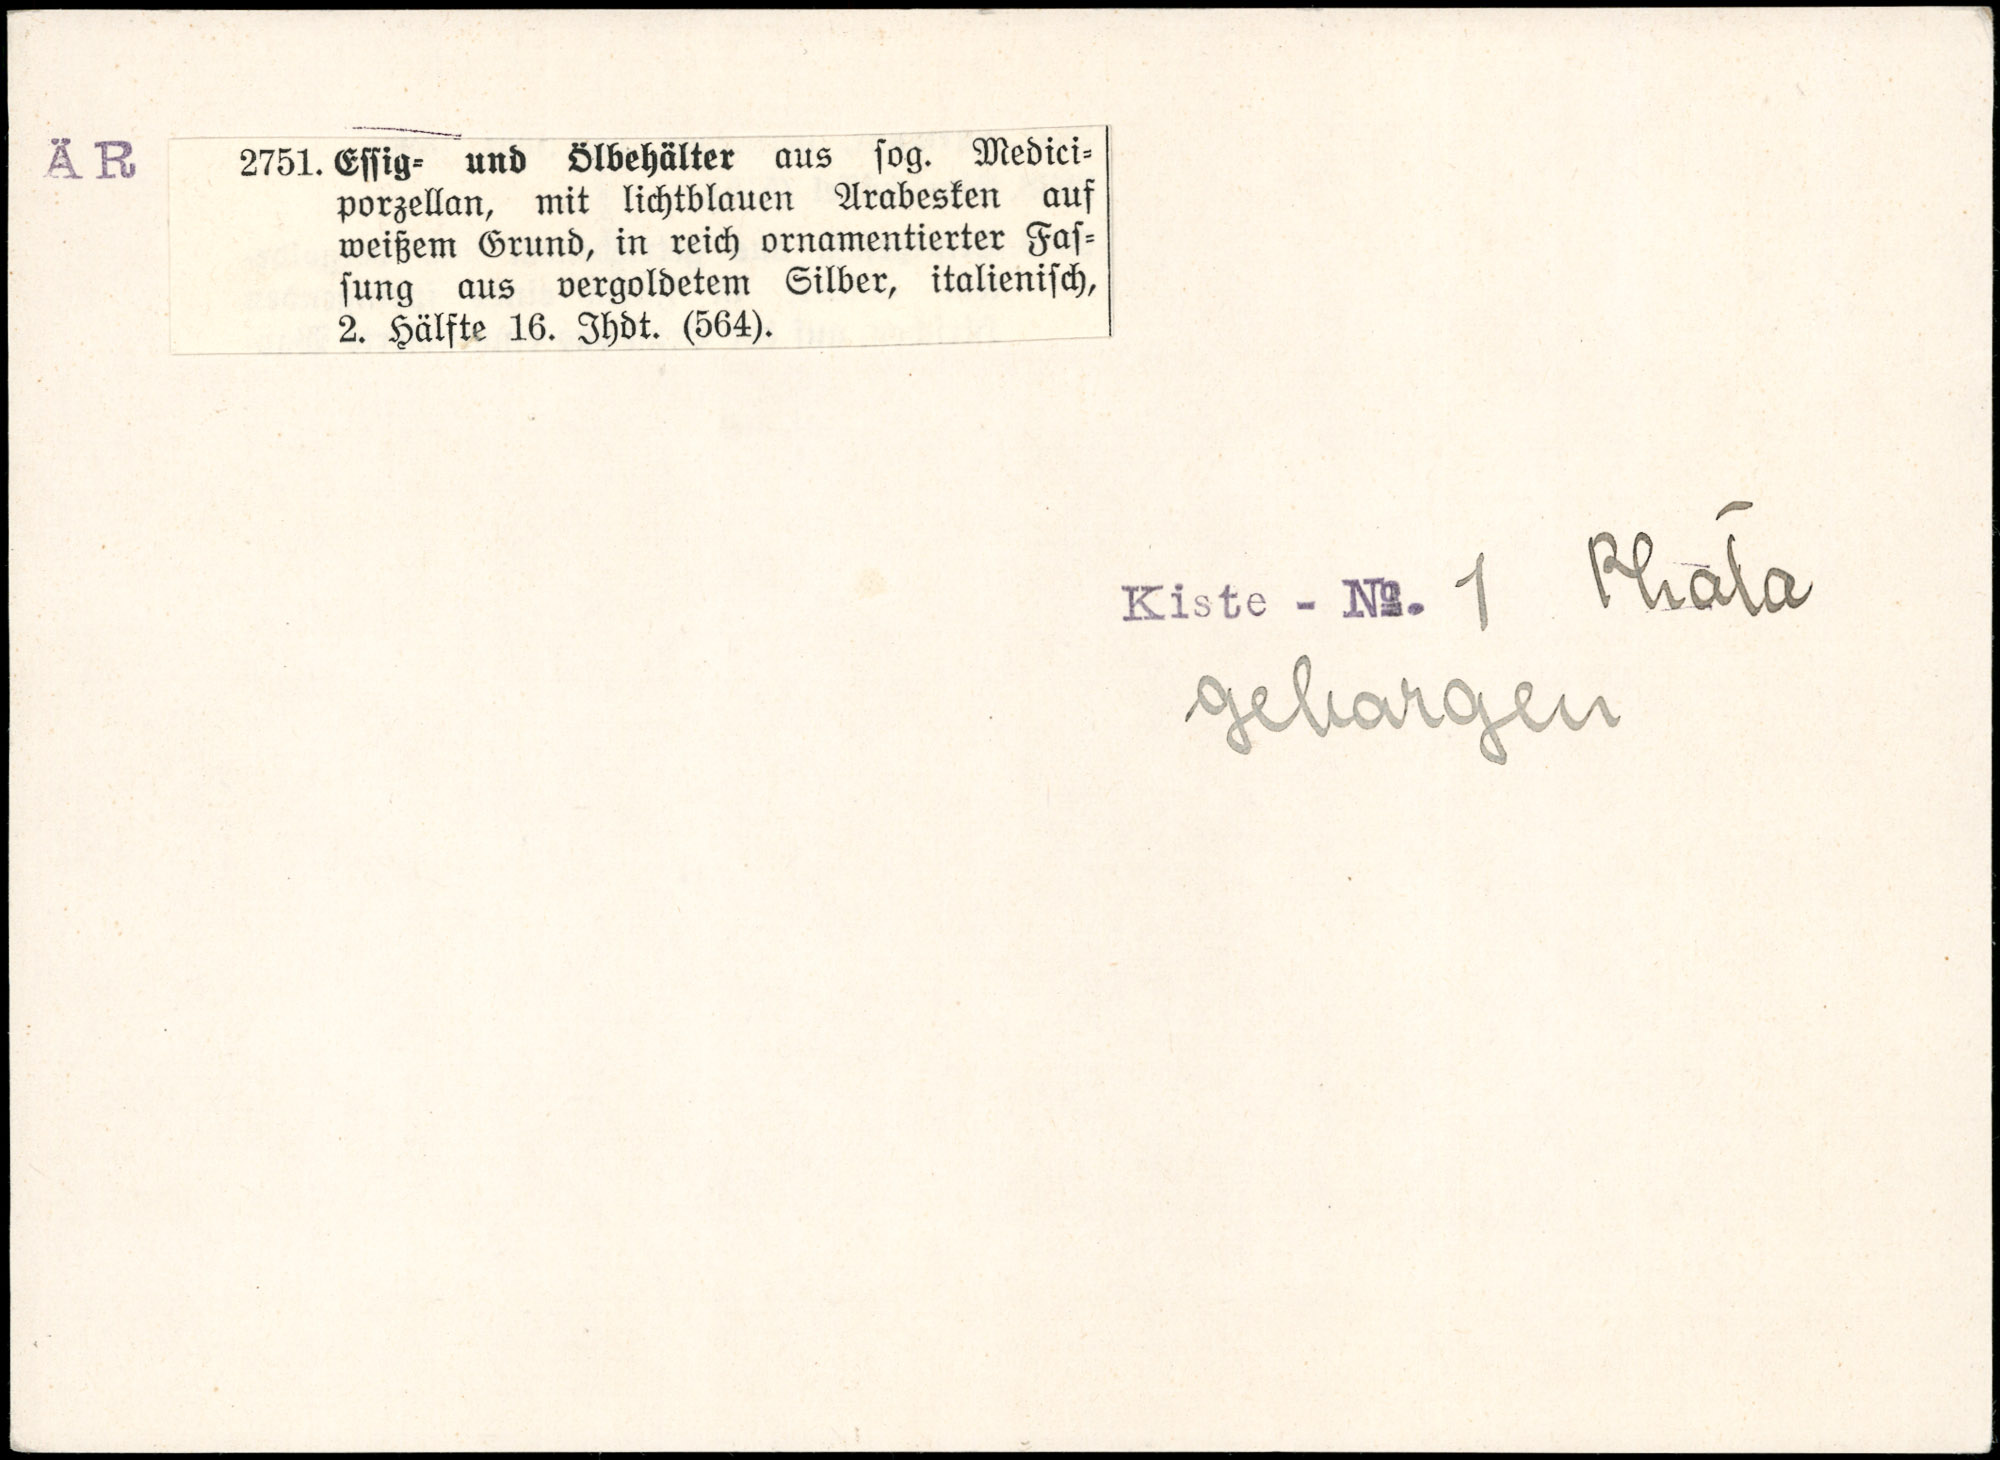 ÄR
2751. Essig- und Ölbehälter aus sog. Medici-
porzellan, mit lichtblauen Arabesken auf
weißem Grund, in reich ornamentierter Fas-
sung aus vergoldetem Silber, italienisch,
2. Hälfte 16. Jhdt. (564).
Kiste - №. 1 Photo
geborgen